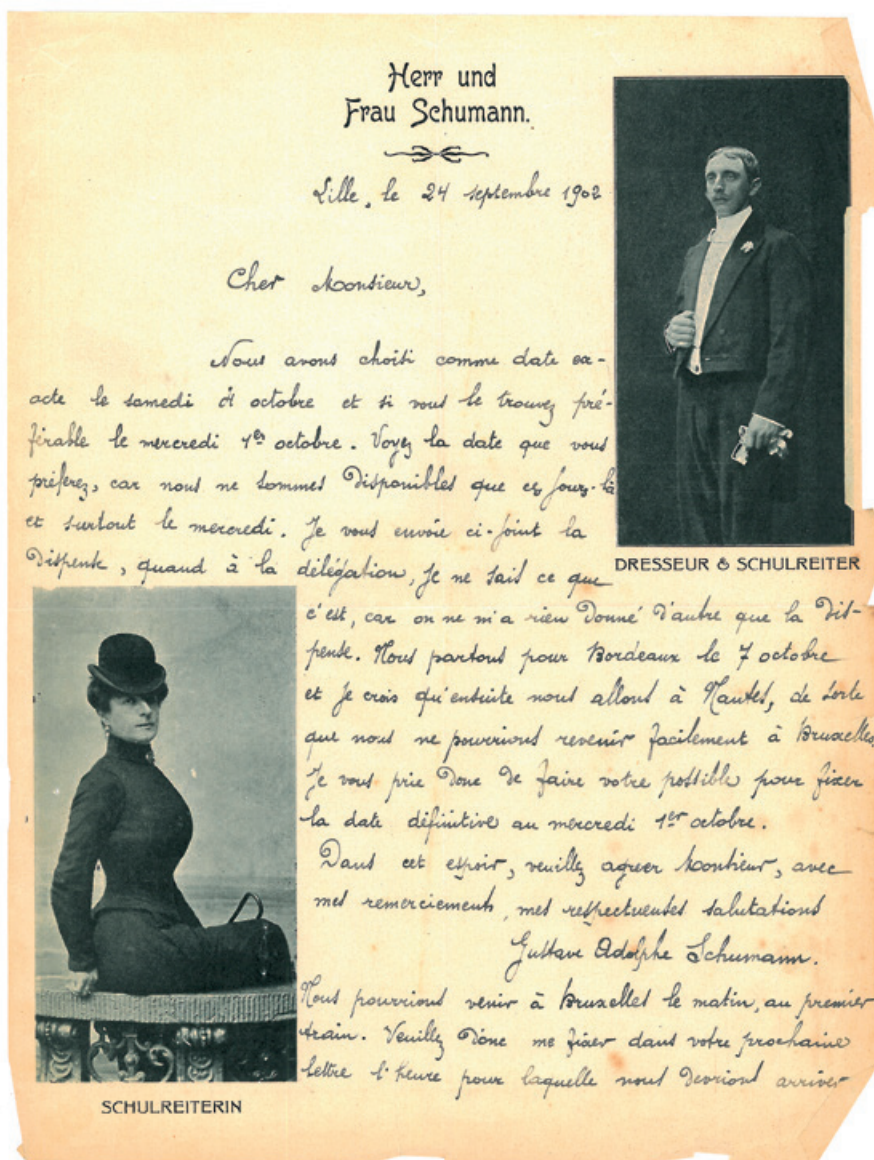 Herr und
Frau Schumann.
Lille, le 24 septembre 1902
Cher Monsieur,
Nous avons choisi comme date ex-
acte le samedi octobre et si vous le trouvez pré-
férable le mercredi 1er octobre. Voyez la date que vous
préferez, car nous ne sommes disponibles que ces jours-là
et surtout le mercredi. Je vous envoie ci-joint la
dispense, quand à la délégation, je ne sais ce que
c'est, car on ne m'a rien donné d'autre que la dis-
pense. Nous partons pour Bordeaux le 7 octobre
et je crois qu'ensuite nous allons à Nantes, de sorte
que nous ne pourrions revenir facilement à Bruxelles.
Je vous prie donc de faire votre possible pour fixer
la date définitive au mercredi 1er octobre.
Dans cet espoir, veuillez agreer Monsieur, avec
mes remerciements, mes respectueuses salutations
Gustave Adolphe Schumann.
Nous pourrions venir à Bruxelles le matin, au premier
train. Veuillez donc me fixer dans votre prochaine
lettre l'heure pour laquelle nous devrions arriver
DRESSEUR & SCHULREITER
SCHULREITERIN